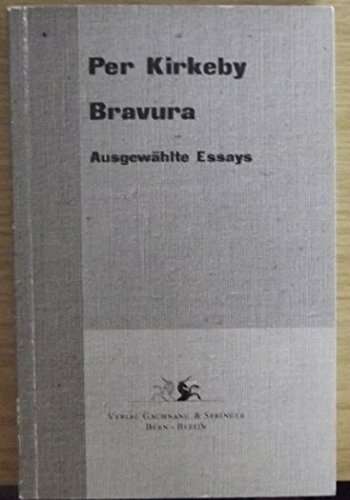 Per Kirkeby
Bravura
Ausgewählte Essays
Verlag Gachnang & Springer
Bern - Berlin